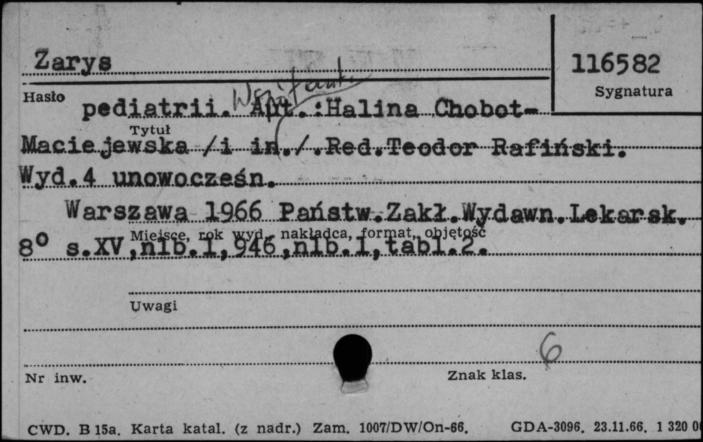 Zarys
116582
Hasło
Sygnatura
pediatrii. Aut.:Halina Chobot-
Tytuł
Maciejewska /i in./.Red.Teodor Rafiński.
Wyd.4 unowocześn.
Warszawa 1966 Państw.Zakł.Wydawn.Lekarsk.
Miejsce, rok wyd., nakładca, format, objętość
8° s.XV,nlb.1,946,nlb.1,tabl.2.
Uwagi
6
Nr inw.
Znak klas.
CWD. B 15a. Karta katal. (z nadr.) Zam. 1007/DW/On-66. GDA-3096. 23.11.66. 1 320 00